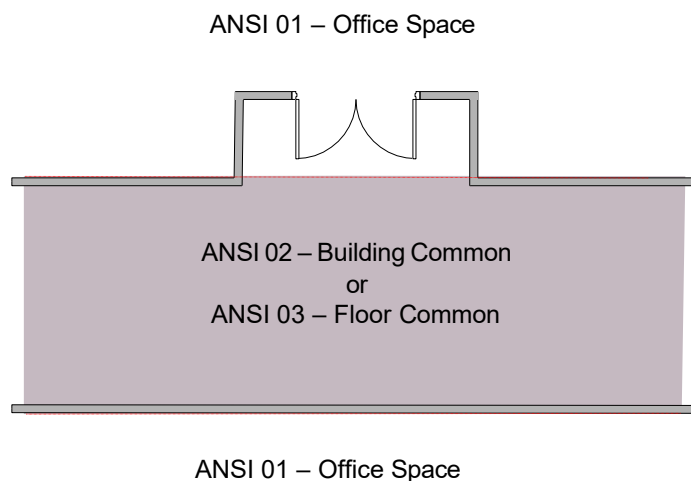 ANSI 01 – Office Space
ANSI 02 – Building Common
or
ANSI 03 – Floor Common
ANSI 01 – Office Space